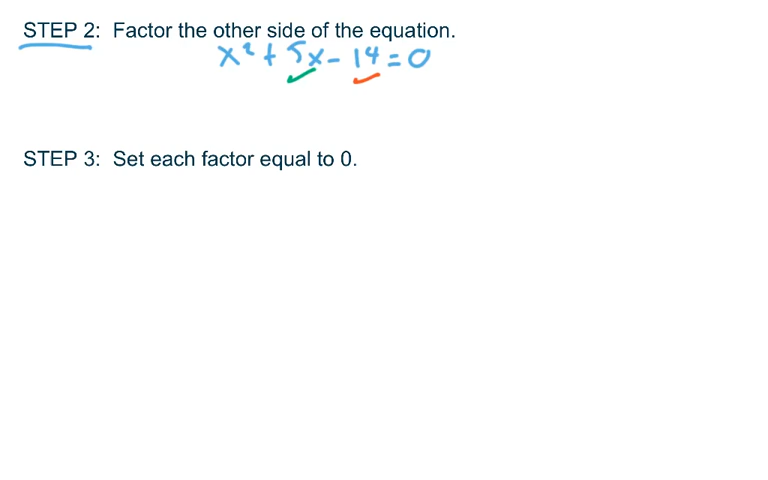 STEP 2: Factor the other side of the equation.
x² + 5x - 14 = 0
STEP 3: Set each factor equal to 0.